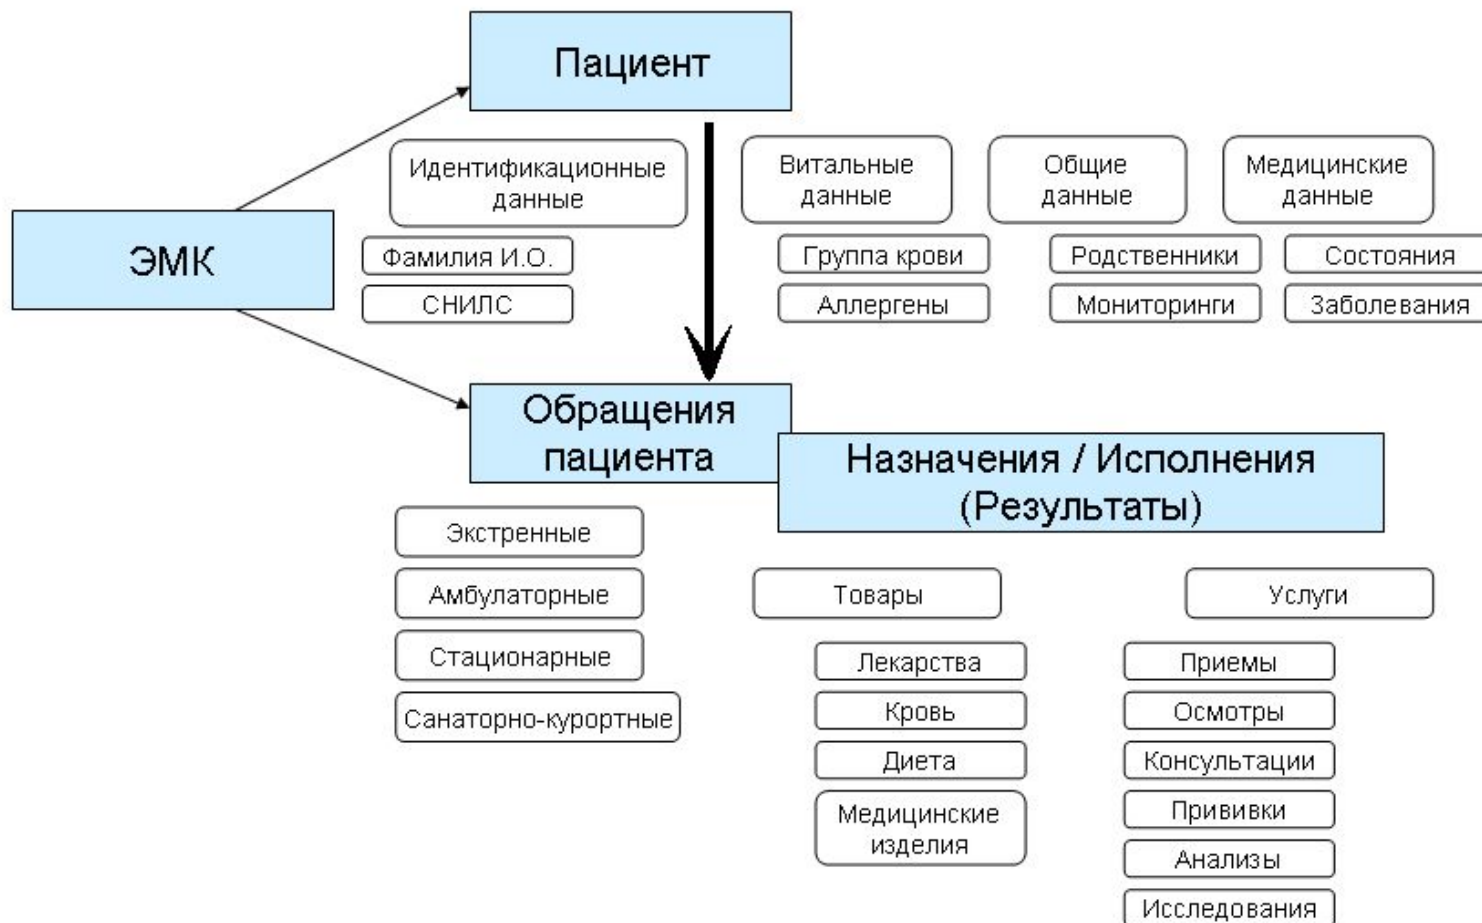 Пациент
Идентификационные
данные
Витальные
данные
Общие
данные
Медицинские
данные
ЭМК
Фамилия И.О.
Группа крови
Родственники
Состояния
СНИЛС
Аллергены
Мониторинги
Заболевания
Обращения
пациента
Назначения / Исполнения
(Результаты)
Экстренные
Амбулаторные
Стационарные
Санаторно-курортные
Товары
Лекарства
Кровь
Диета
Медицинские
изделия
Услуги
Приемы
Осмотры
Консультации
Прививки
Анализы
Исследования